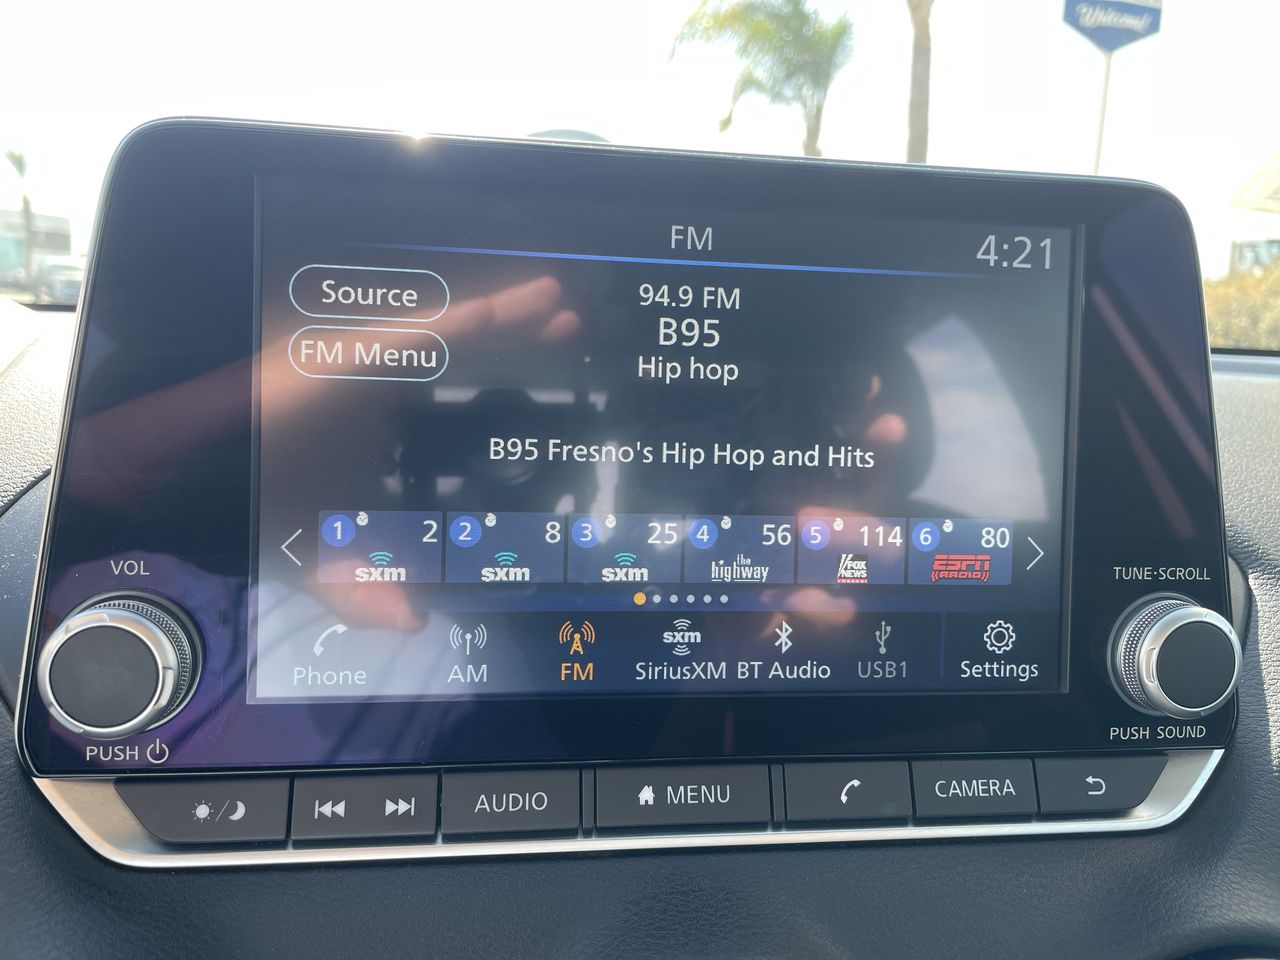 Welcome!
FM
4:21
Source
94.9 FM
B95
FM Menu
Hip hop
B95 Fresno's Hip Hop and Hits
1 2 2 8 3 25 4 56 5 114 6 80
sxm sxm sxm the highway FOX NEWS ESPN RADIO
VOL
TUNE·SCROLL
sxm
Phone AM FM SiriusXM BT Audio USB1 Settings
PUSH
PUSH SOUND
AUDIO MENU CAMERA